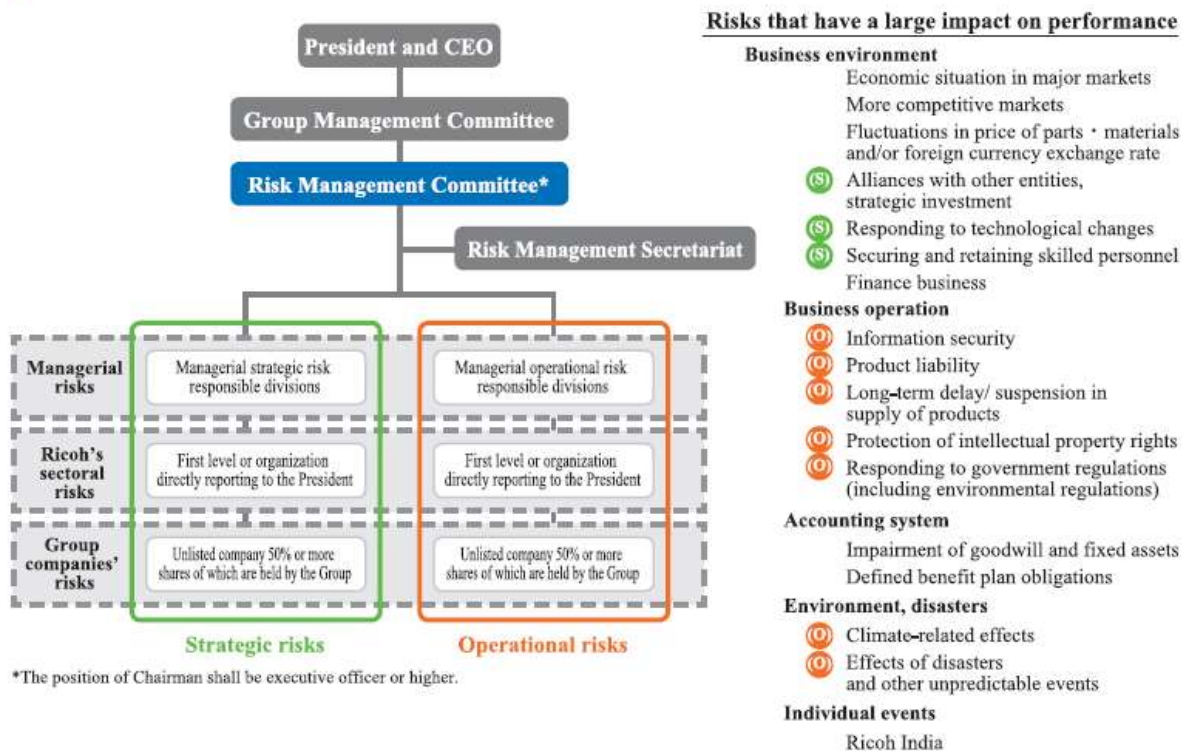 President and CEO
Group Management Committee
Risk Management Committee*
Risk Management Secretariat
Managerial
risks
Managerial strategic risk
responsible divisions
Managerial operational risk
responsible divisions
Ricoh's
sectoral
risks
First level or organization
directly reporting to the President
First level or organization
directly reporting to the President
Group
companies'
risks
Unlisted company 50% or more
shares of which are held by the Group
Unlisted company 50% or more
shares of which are held by the Group
Strategic risks
Operational risks
*The position of Chairman shall be executive officer or higher.
Risks that have a large impact on performance
Business environment
Economic situation in major markets
More competitive markets
Fluctuations in price of parts・materials
and/or foreign currency exchange rate
(S) Alliances with other entities,
strategic investment
(S) Responding to technological changes
(S) Securing and retaining skilled personnel
Finance business
Business operation
(O) Information security
(O) Product liability
(O) Long-term delay/ suspension in
supply of products
(O) Protection of intellectual property rights
(O) Responding to government regulations
(including environmental regulations)
Accounting system
Impairment of goodwill and fixed assets
Defined benefit plan obligations
Environment, disasters
(O) Climate-related effects
(O) Effects of disasters
and other unpredictable events
Individual events
Ricoh India